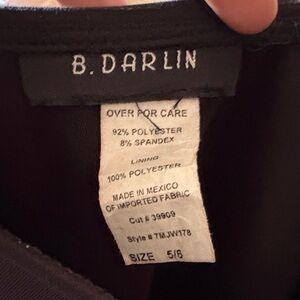 B. DARLIN
OVER FOR CARE
92% POLYESTER
8% SPANDEX
LINING
100% POLYESTER
MADE IN MEXICO
OF IMPORTED FABRIC
Cut # 39909
Style # 7MJW178
SIZE 5/6